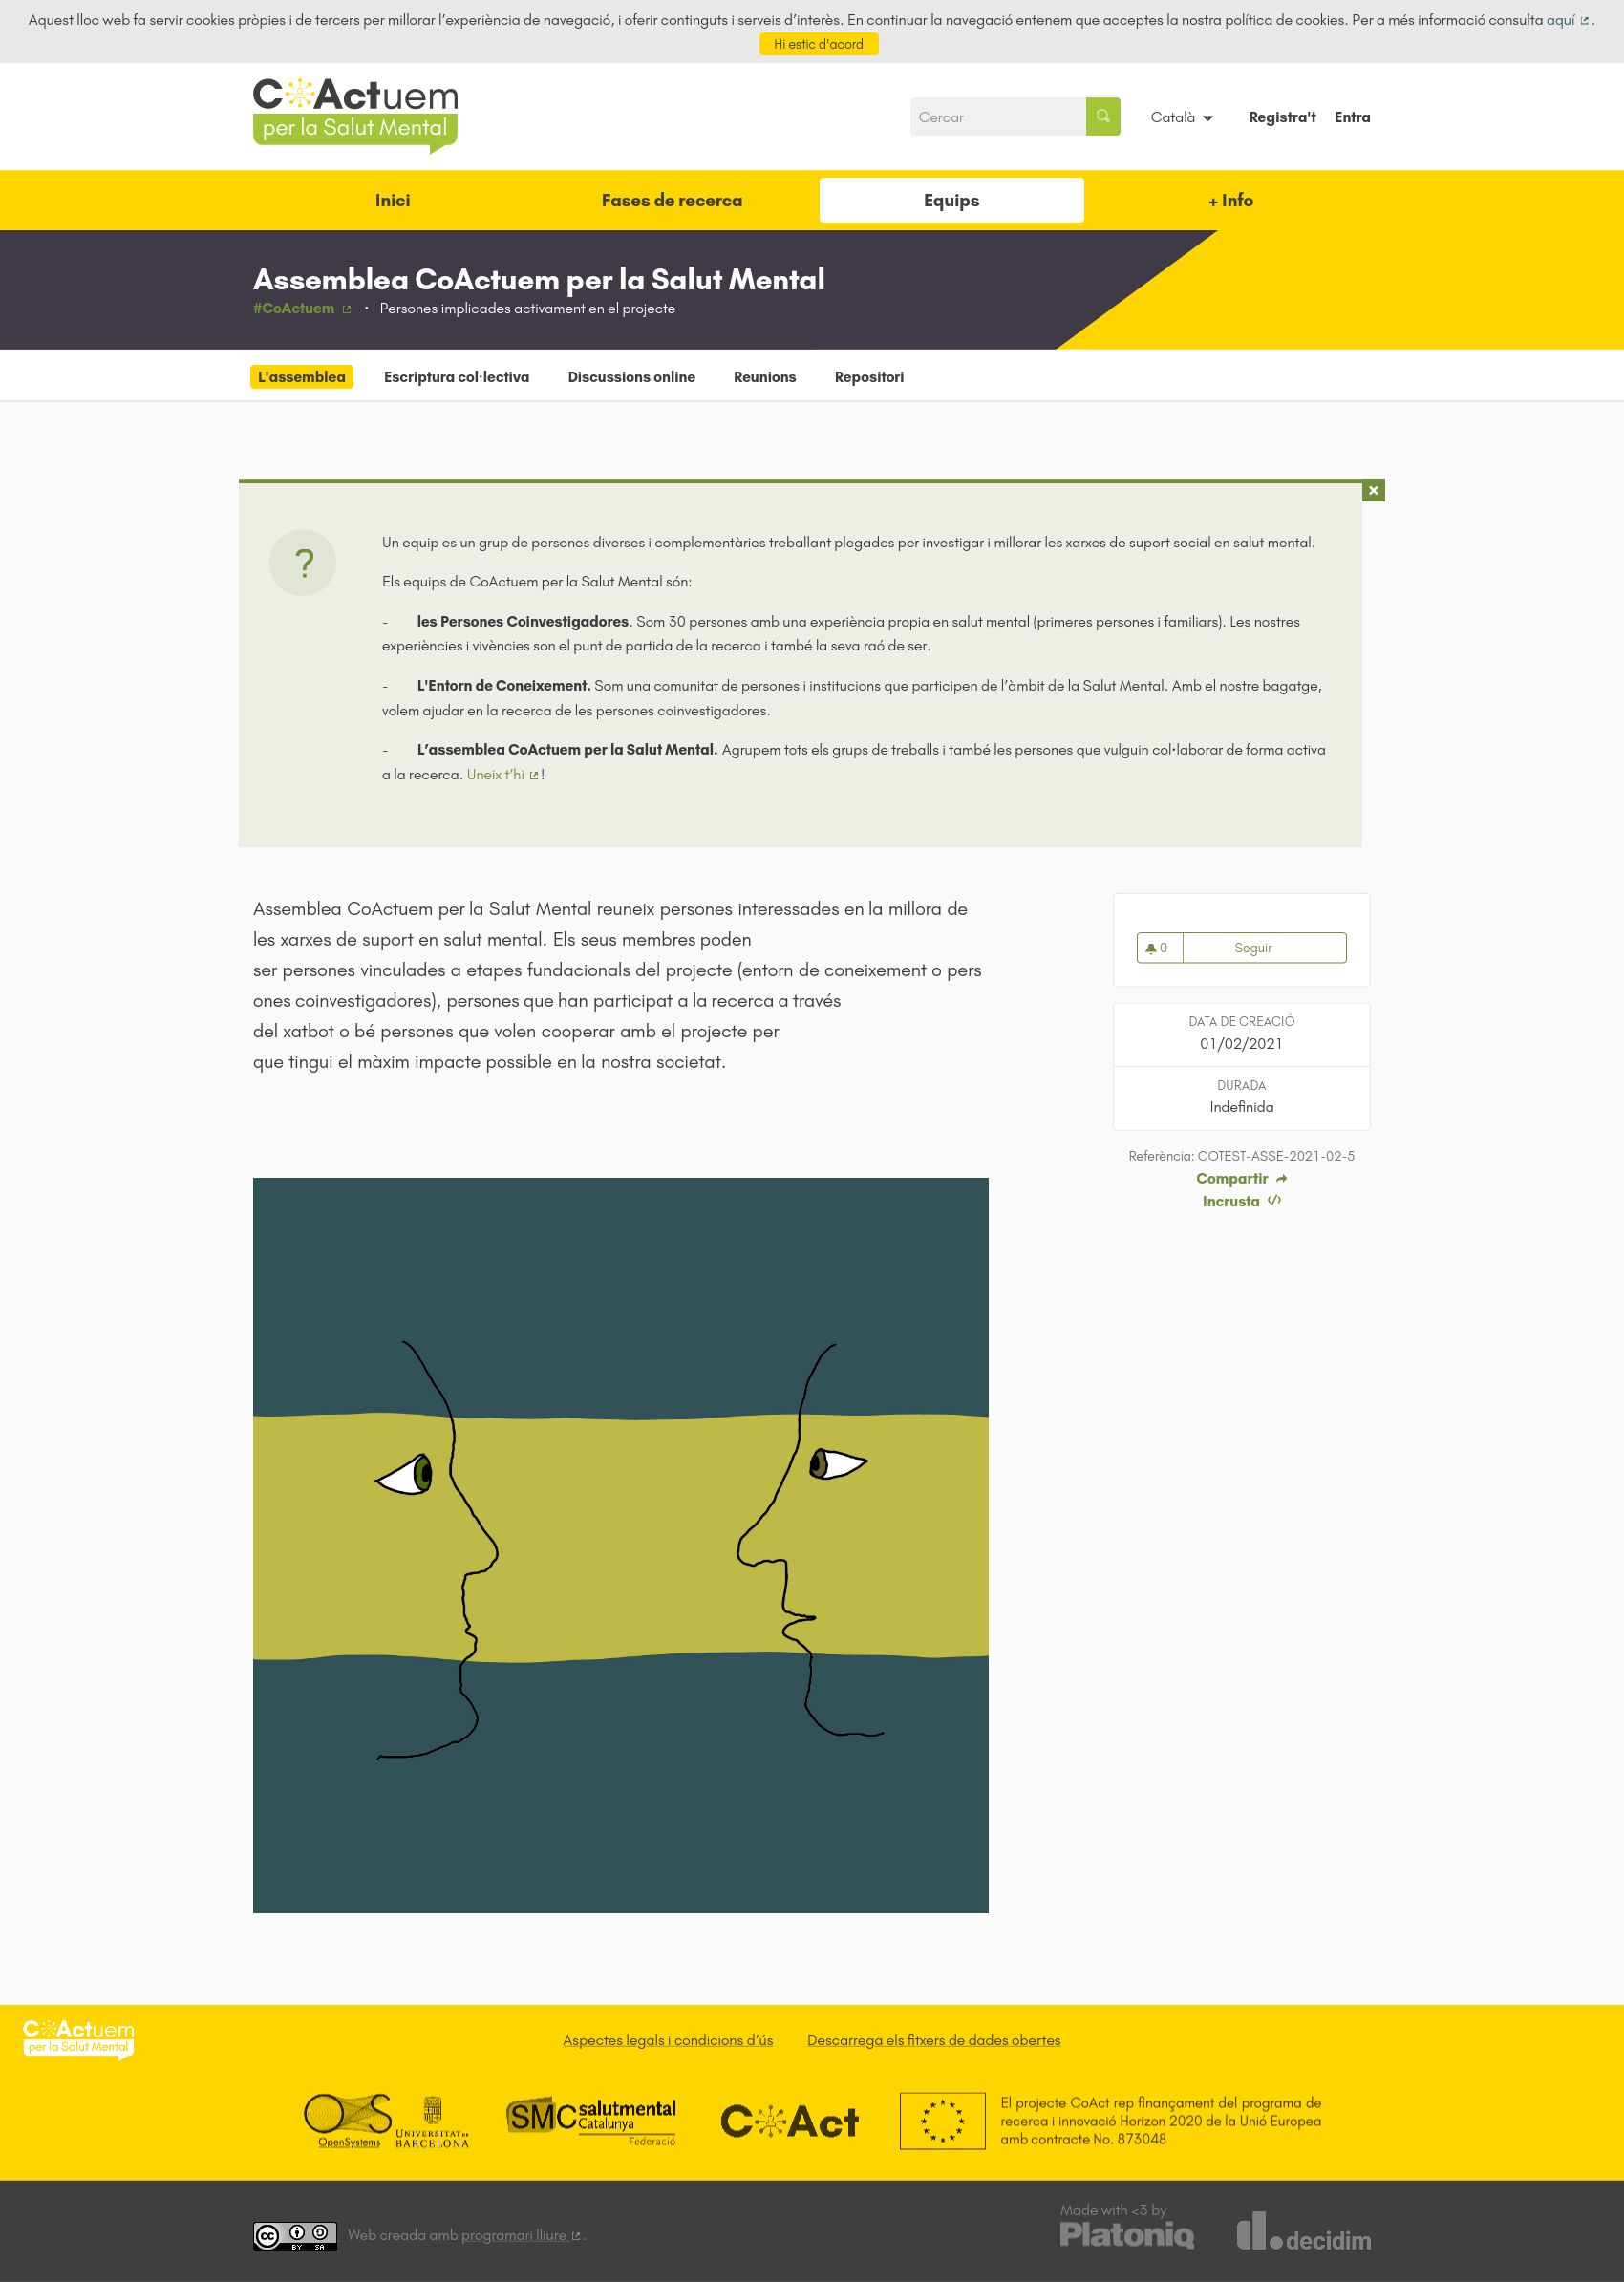 Aquest lloc web fa servir cookies pròpies i de tercers per millorar l’experiència de navegació, i oferir continguts i serveis d’interès. En continuar la navegació entenem que acceptes la nostra política de cookies. Per a més informació consulta aquí .
Hi estic d'acord
CoActuem
per la Salut Mental
Cercar
Català
Registra't
Entra
Inici
Fases de recerca
Equips
+ Info
Assemblea CoActuem per la Salut Mental
#CoActuem · Persones implicades activament en el projecte
L'assemblea
Escriptura col·lectiva
Discussions online
Reunions
Repositori
?
Un equip es un grup de persones diverses i complementàries treballant plegades per investigar i millorar les xarxes de suport social en salut mental.
Els equips de CoActuem per la Salut Mental són:
- les Persones Coinvestigadores. Som 30 persones amb una experiència propia en salut mental (primeres persones i familiars). Les nostres
experiències i vivències son el punt de partida de la recerca i també la seva raó de ser.
- L'Entorn de Coneixement. Som una comunitat de persones i institucions que participen de l’àmbit de la Salut Mental. Amb el nostre bagatge,
volem ajudar en la recerca de les persones coinvestigadores.
- L’assemblea CoActuem per la Salut Mental. Agrupem tots els grups de treballs i també les persones que vulguin col·laborar de forma activa
a la recerca. Uneix t’hi !
Assemblea CoActuem per la Salut Mental reuneix persones interessades en la millora de
les xarxes de suport en salut mental. Els seus membres poden
ser persones vinculades a etapes fundacionals del projecte (entorn de coneixement o pers
ones coinvestigadores), persones que han participat a la recerca a través
del xatbot o bé persones que volen cooperar amb el projecte per
que tingui el màxim impacte possible en la nostra societat.
0
Seguir
DATA DE CREACIÓ
01/02/2021
DURADA
Indefinida
Referència: COTEST-ASSE-2021-02-5
Compartir
Incrusta
CoActuem
per la Salut Mental
Aspectes legals i condicions d’ús
Descarrega els fitxers de dades obertes
OpenSystems
UNIVERSITAT DE
BARCELONA
SMC salutmental
Catalunya
Federació
CoAct
El projecte CoAct rep finançament del programa de
recerca i innovació Horizon 2020 de la Unió Europea
amb contracte No. 873048
cc BY SA
Web creada amb programari lliure .
Made with <3 by
Platoniq
decidim